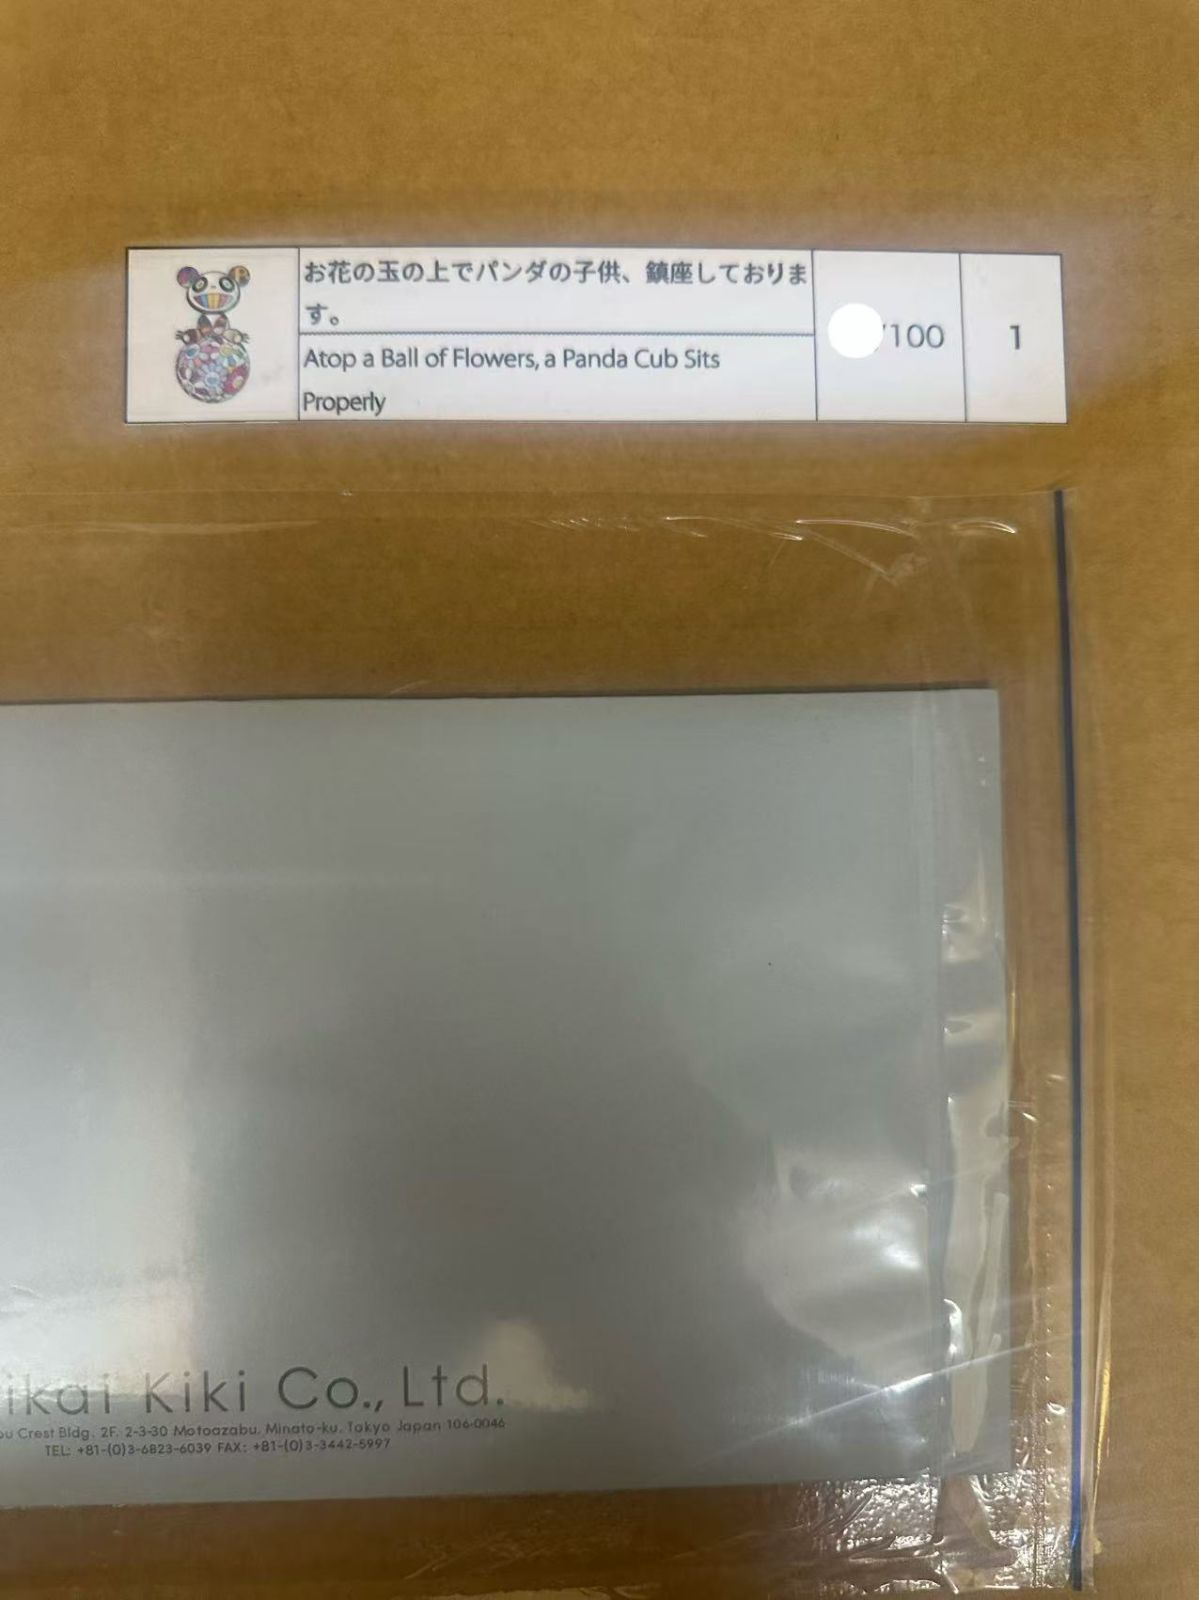 お花の玉の上でパンダの子供、鎮座しておりま
す。
Atop a Ball of Flowers, a Panda Cub Sits
Properly
/100
1
ikai Kiki Co., Ltd.
Crest Bldg. 2F, 2-3-30 Motoazabu, Minato-ku, Tokyo Japan 106-0046
TEL: +81-(0)3-6823-6039 FAX: +81-(0)3-3442-5997